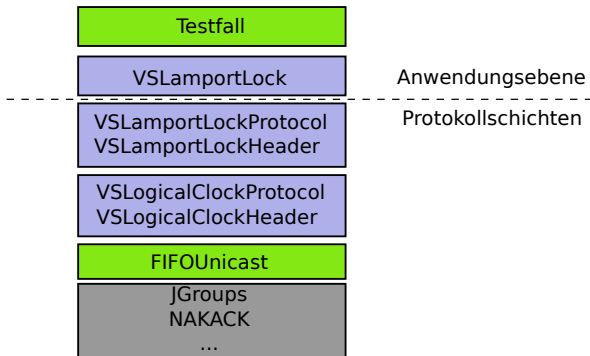 Testfall
VSLamportLock
Anwendungsebene
Protokollschichten
VSLamportLockProtocol
VSLamportLockHeader
VSLogicalClockProtocol
VSLogicalClockHeader
FIFOUnicast
JGroups
NAKACK
...